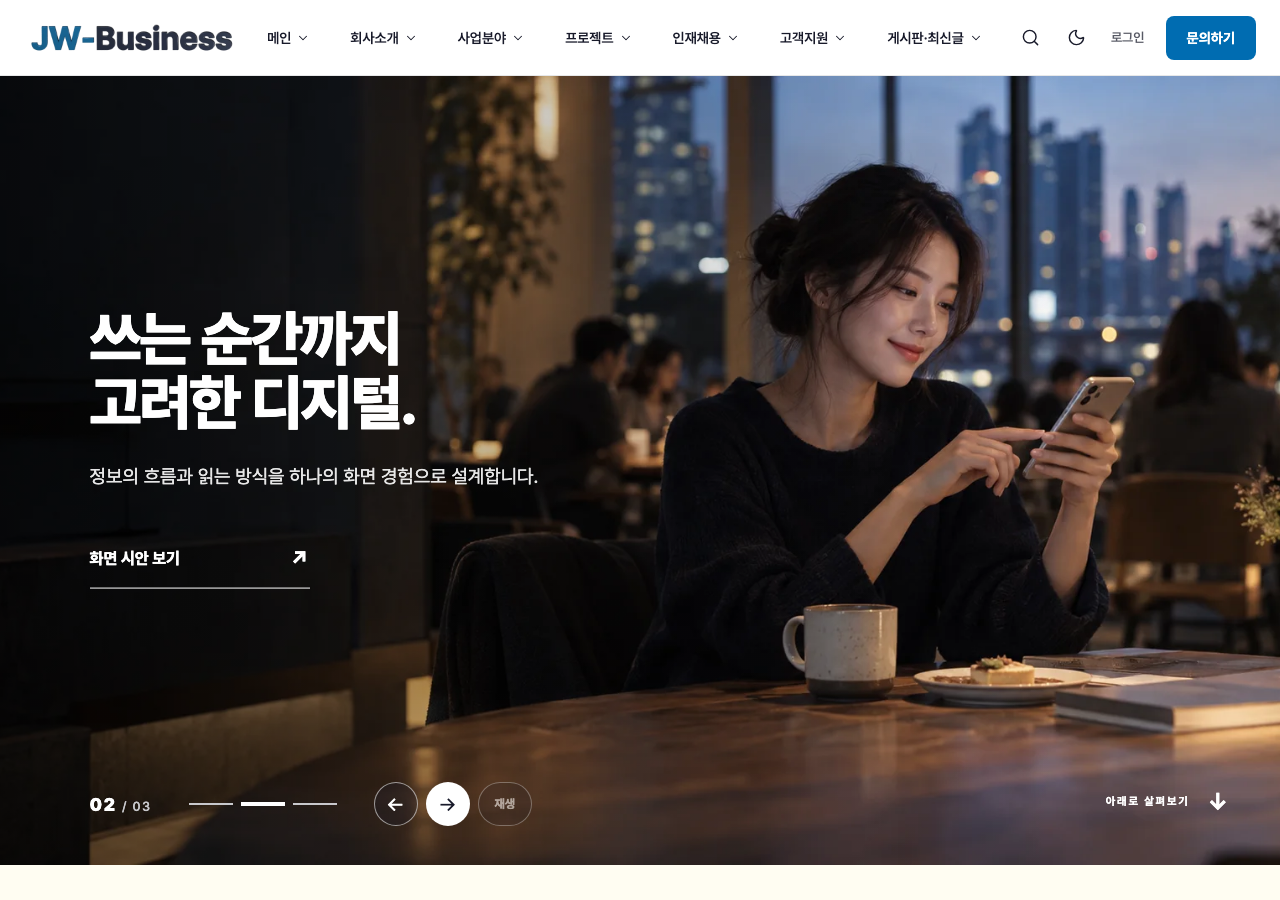 JW-Business
메인
회사소개
사업분야
프로젝트
인재채용
고객지원
게시판·최신글
로그인
문의하기
쓰는 순간까지
고려한 디지털.
정보의 흐름과 읽는 방식을 하나의 화면 경험으로 설계합니다.
화면 시안 보기
02 / 03
재생
아래로 살펴보기